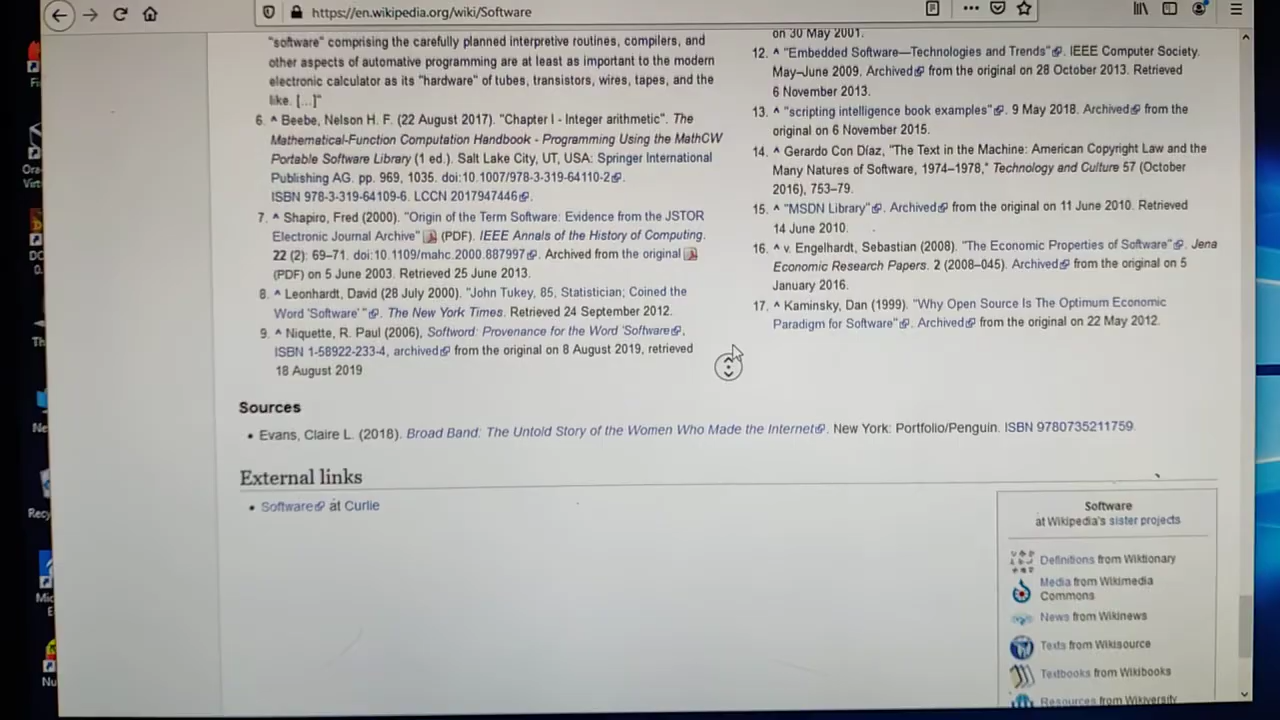 https://en.wikipedia.org/wiki/Software
"software" comprising the carefully planned interpretive routines, compilers, and
other aspects of automative programming are at least as important to the modern
electronic calculator as its "hardware" of tubes, transistors, wires, tapes, and the
like. [...]"
6. ^ Beebe, Nelson H. F. (22 August 2017). "Chapter I - Integer arithmetic". The
Mathematical-Function Computation Handbook - Programming Using the MathCW
Portable Software Library (1 ed.). Salt Lake City, UT, USA: Springer International
Publishing AG. pp. 969, 1035. doi:10.1007/978-3-319-64110-2.
ISBN 978-3-319-64109-6. LCCN 2017947446.
7. ^ Shapiro, Fred (2000). "Origin of the Term Software: Evidence from the JSTOR
Electronic Journal Archive" (PDF). IEEE Annals of the History of Computing.
22 (2): 69–71. doi:10.1109/mahc.2000.887997. Archived from the original
(PDF) on 5 June 2003. Retrieved 25 June 2013.
8. ^ Leonhardt, David (28 July 2000). "John Tukey, 85, Statistician; Coined the
Word 'Software' ". The New York Times. Retrieved 24 September 2012.
9. ^ Niquette, R. Paul (2006), Softword: Provenance for the Word 'Software,
ISBN 1-58922-233-4, archived from the original on 8 August 2019, retrieved
18 August 2019
on 30 May 2001.
12. ^ "Embedded Software—Technologies and Trends". IEEE Computer Society.
May–June 2009. Archived from the original on 28 October 2013. Retrieved
6 November 2013.
13. ^ "scripting intelligence book examples". 9 May 2018. Archived from the
original on 6 November 2015.
14. ^ Gerardo Con Díaz, "The Text in the Machine: American Copyright Law and the
Many Natures of Software, 1974–1978," Technology and Culture 57 (October
2016), 753–79.
15. ^ "MSDN Library". Archived from the original on 11 June 2010. Retrieved
14 June 2010.
16. ^ v. Engelhardt, Sebastian (2008). "The Economic Properties of Software". Jena
Economic Research Papers. 2 (2008–045). Archived from the original on 5
January 2016.
17. ^ Kaminsky, Dan (1999). "Why Open Source Is The Optimum Economic
Paradigm for Software". Archived from the original on 22 May 2012.
Sources
• Evans, Claire L. (2018). Broad Band: The Untold Story of the Women Who Made the Internet. New York: Portfolio/Penguin. ISBN 9780735211759.
External links
• Software at Curlie
Software
at Wikipedia's sister projects
Definitions from Wiktionary
Media from Wikimedia
Commons
News from Wikinews
Texts from Wikisource
Textbooks from Wikibooks
Resources from Wikiversity